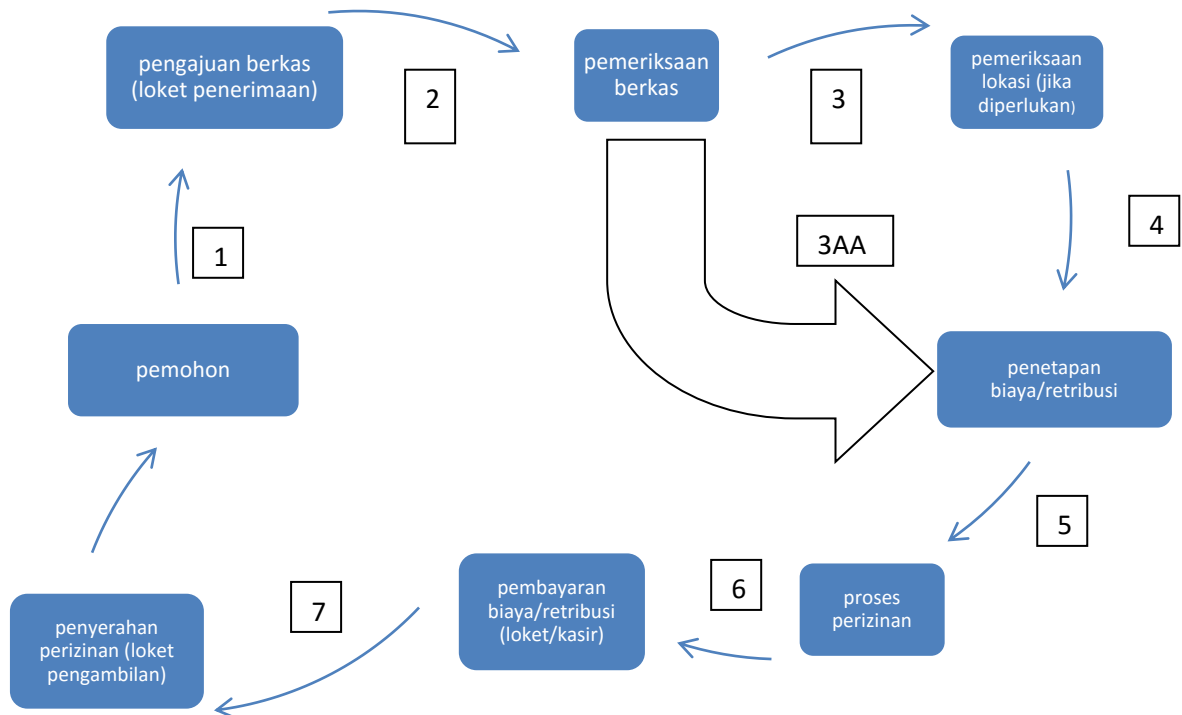 pengajuan berkas
(loket penerimaan)
2
pemeriksaan
berkas
3
pemeriksaan
lokasi (jika
diperlukan)
1
3AA
4
pemohon
penetapan
biaya/retribusi
5
penyerahan
perizinan (loket
pengambilan)
7
pembayaran
biaya/retribusi
(loket/kasir)
6
proses
perizinan